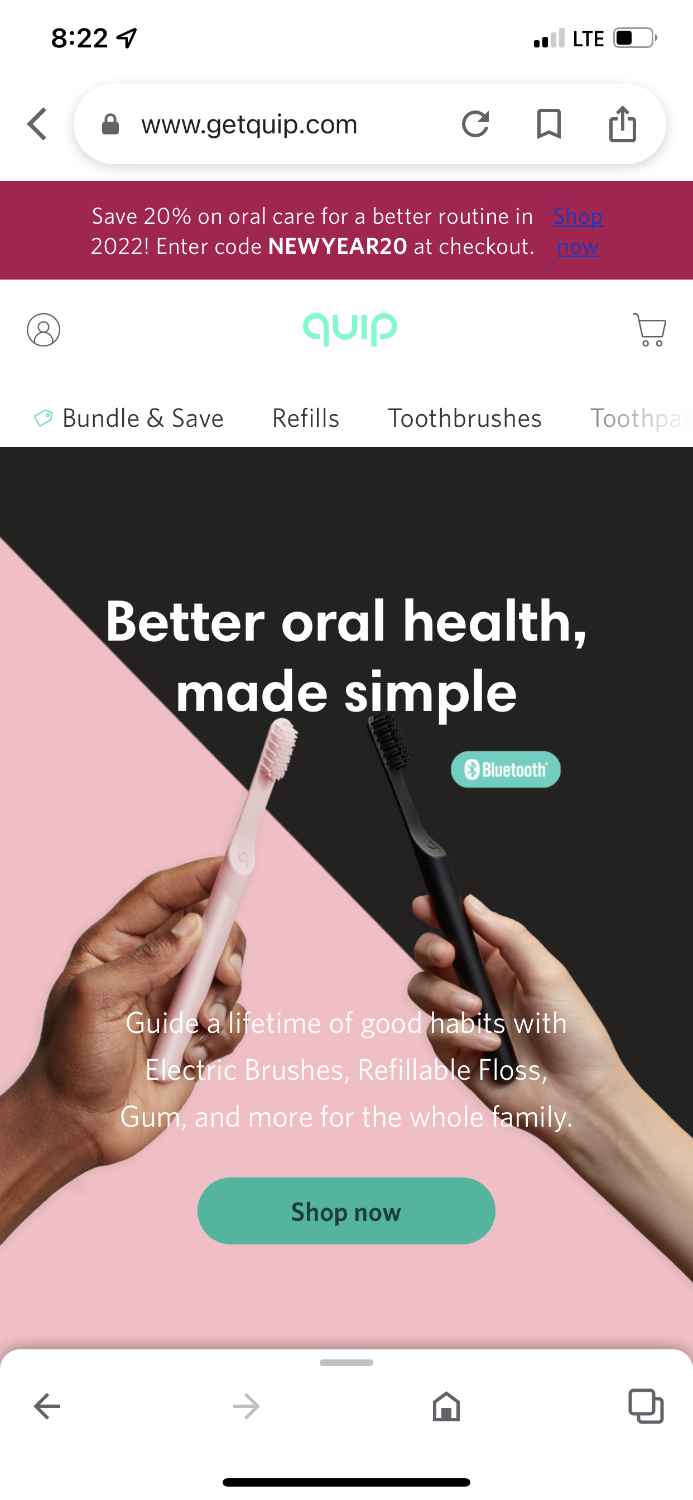 8:22
LTE
www.getquip.com
Save 20% on oral care for a better routine in Shop
2022! Enter code NEWYEAR20 at checkout. now
quip
Bundle & Save Refills Toothbrushes Toothpa
Better oral health,
made simple
Bluetooth
Guide a lifetime of good habits with
Electric Brushes, Refillable Floss,
Gum, and more for the whole family.
Shop now